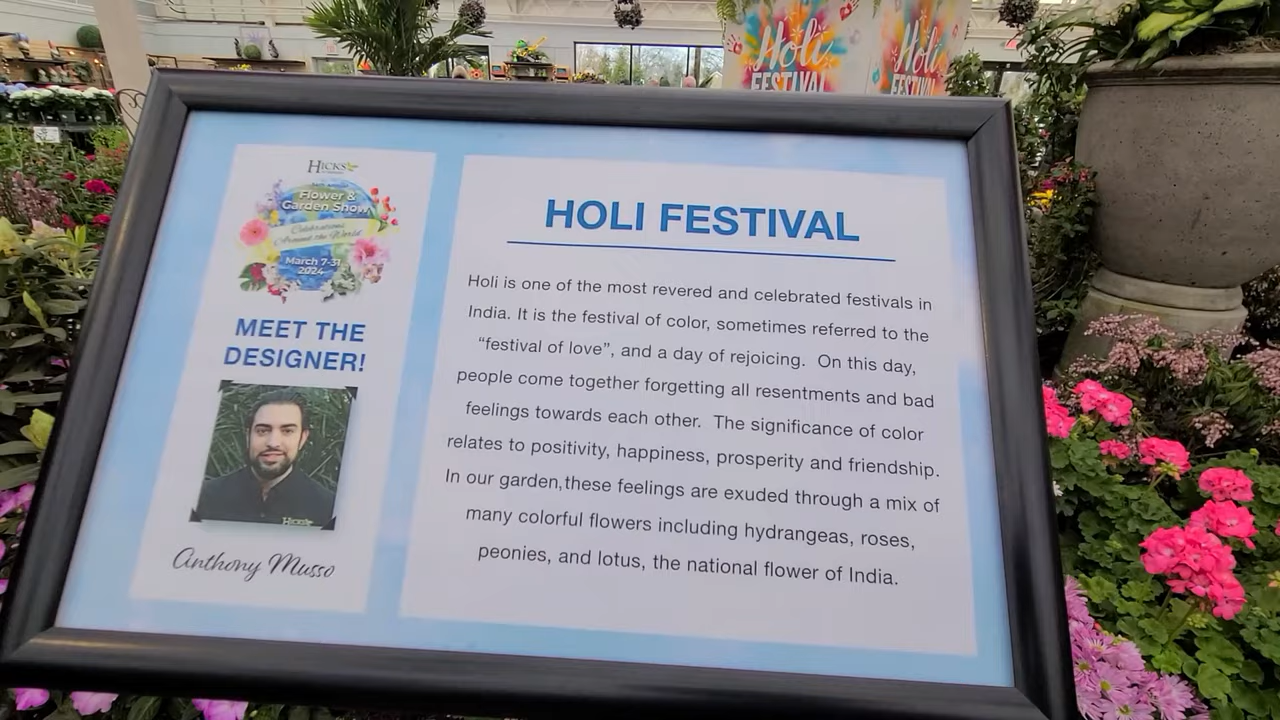 Holi
FESTIVAL
Holi
FESTIVAL
HICKS
Flower &
Garden Show
Celebrations
Around the World
March 7-31
2024
MEET THE
DESIGNER!
HICKS
Anthony Musso
HOLI FESTIVAL
Holi is one of the most revered and celebrated festivals in
India. It is the festival of color, sometimes referred to the
“festival of love”, and a day of rejoicing. On this day,
people come together forgetting all resentments and bad
feelings towards each other. The significance of color
relates to positivity, happiness, prosperity and friendship.
In our garden,these feelings are exuded through a mix of
many colorful flowers including hydrangeas, roses,
peonies, and lotus, the national flower of India.